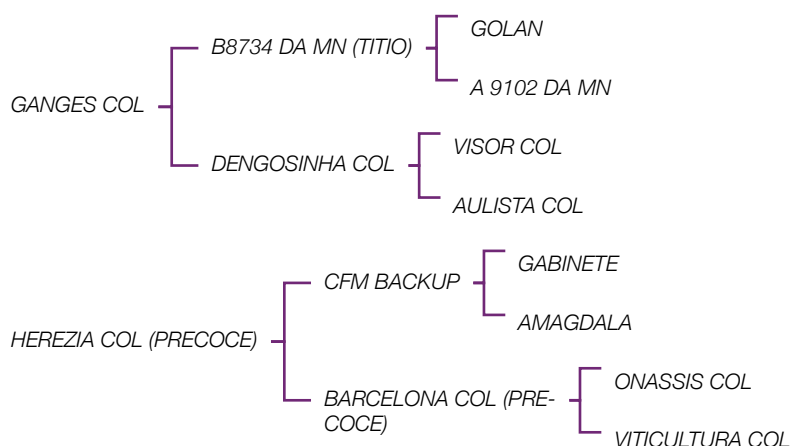 GOLAN
B8734 DA MN (TITIO)
A 9102 DA MN
GANGES COL
VISOR COL
DENGOSINHA COL
AULISTA COL
GABINETE
CFM BACKUP
AMAGDALA
HEREZIA COL (PRECOCE)
ONASSIS COL
BARCELONA COL (PRE-
COCE)
VITICULTURA COL